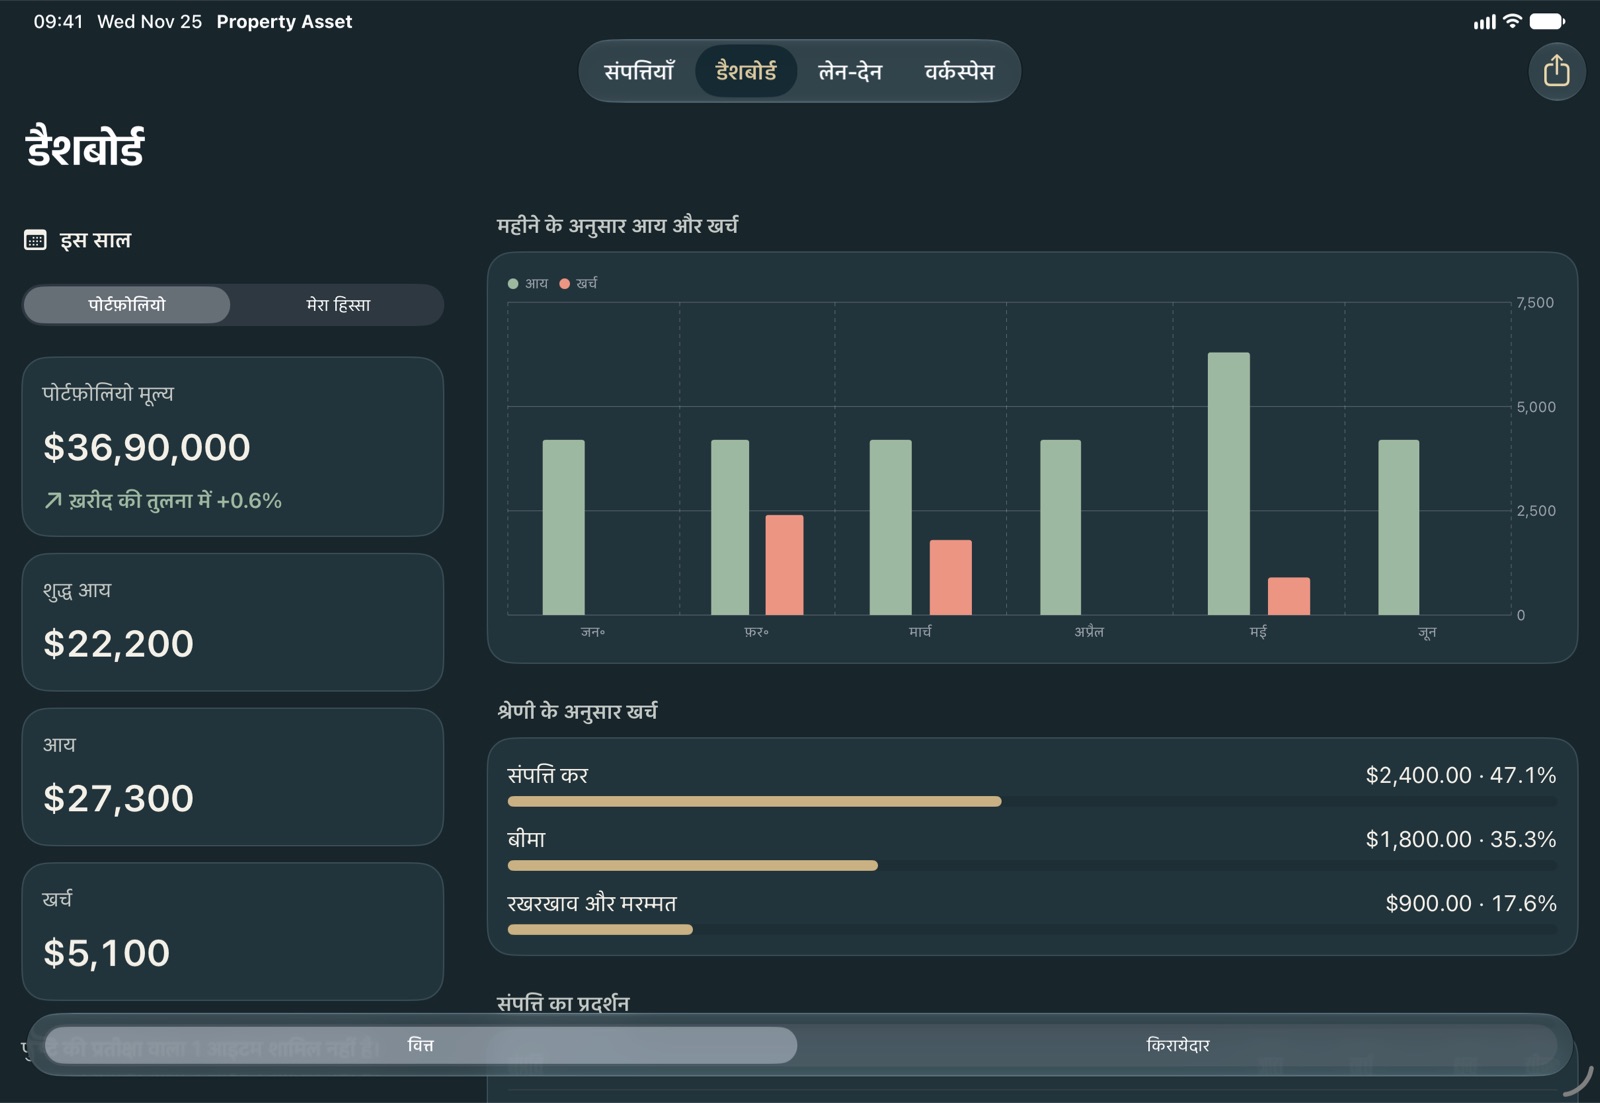 09:41 Wed Nov 25 Property Asset
संपत्तियाँ डैशबोर्ड लेन-देन वर्कस्पेस
डैशबोर्ड
इस साल
पोर्टफ़ोलियो मेरा हिस्सा
पोर्टफ़ोलियो मूल्य
$36,90,000
ख़रीद की तुलना में +0.6%
शुद्ध आय
$22,200
आय
$27,300
खर्च
$5,100
महीने के अनुसार आय और खर्च
आय खर्च
7,500
5,000
2,500
0
जन॰ फ़र॰ मार्च अप्रैल मई जून
श्रेणी के अनुसार खर्च
संपत्ति कर $2,400.00 · 47.1%
बीमा $1,800.00 · 35.3%
रखरखाव और मरम्मत $900.00 · 17.6%
संपत्ति का प्रदर्शन
वित्त किरायेदार